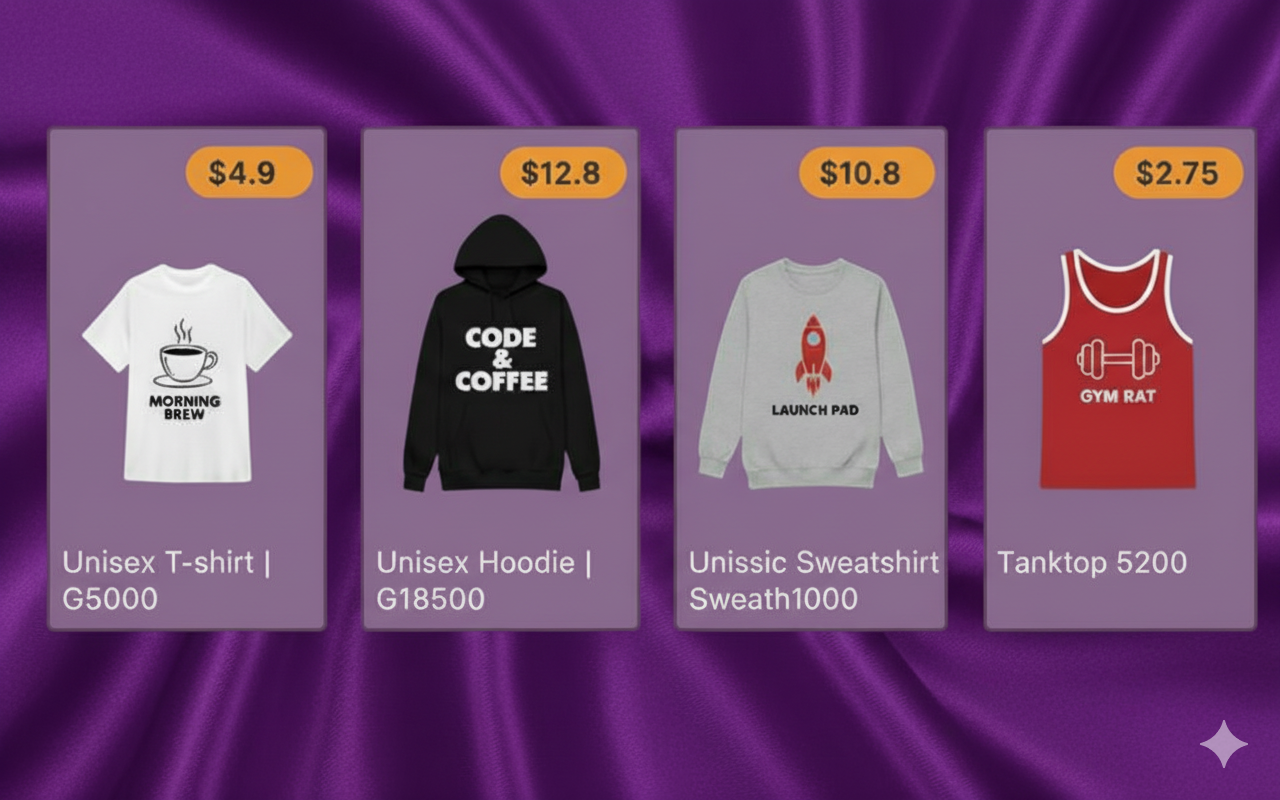 $4.9
MORNING
BREW
Unisex T-shirt |
G5000
$12.8
CODE
&
COFFEE
Unisex Hoodie |
G18500
$10.8
LAUNCH PAD
Unissic Sweatshirt
Sweath1000
$2.75
GYM RAT
Tanktop 5200